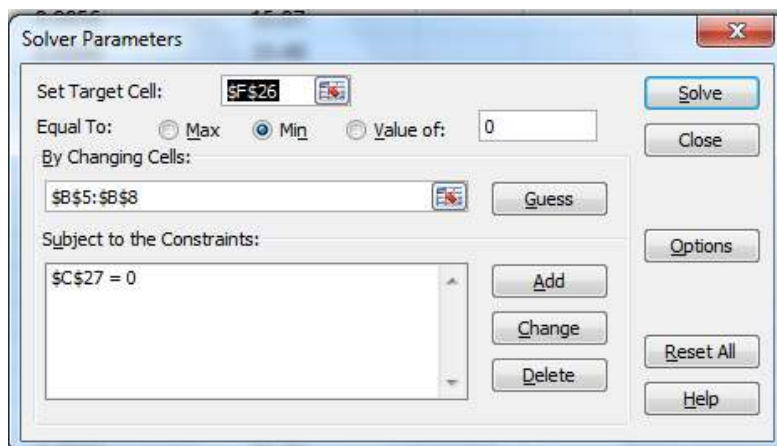 Solver Parameters
Set Target Cell: $F$26 Solve
Equal To: Max Min Value of: 0 Close
By Changing Cells:
$B$5:$B$8 Guess
Subject to the Constraints: Options
$C$27 = 0 Add
Change
Reset All
Delete
Help